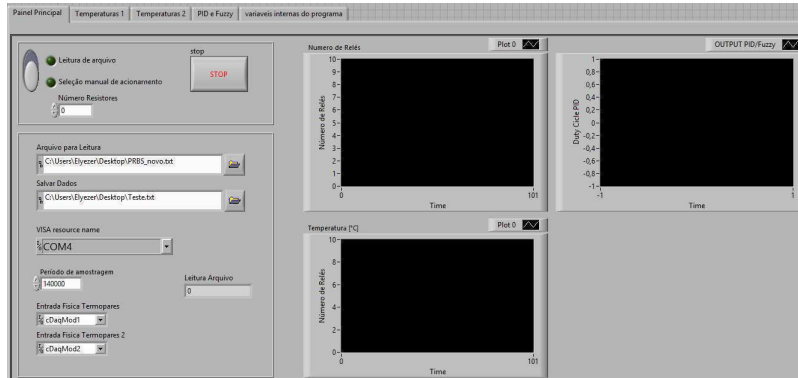 Painel Principal Temperaturas 1 Temperaturas 2 PID e Fuzzy variaveis internas do programa
Leitura de arquivo
Seleção manual de acionamento
Número Resistores
0
stop
STOP
Arquivo para Leitura
C:\Users\Elyezer\Desktop\PRBS_novo.txt
Salvar Dados
C:\Users\Elyezer\Desktop\Teste.txt
VISA resource name
COM4
Período de amostragem
140000
Leitura Arquivo
0
Entrada Fisica Termopares
cDaqMod1
Entrada Fisica Termopares 2
cDaqMod2
Numero de Relés
Plot 0
Número de Relés
10
9
8
7
6
5
4
3
2
1
0
0 101
Time
Temperatura [°C]
Plot 0
Número de Relés
10
8
6
4
2
0
0 101
Time
OUTPUT PID/Fuzzy
Duty Cicle PID
1
0,8
0,6
0,4
0,2
0
-0,2
-0,4
-0,6
-0,8
-1
-1 1
Time